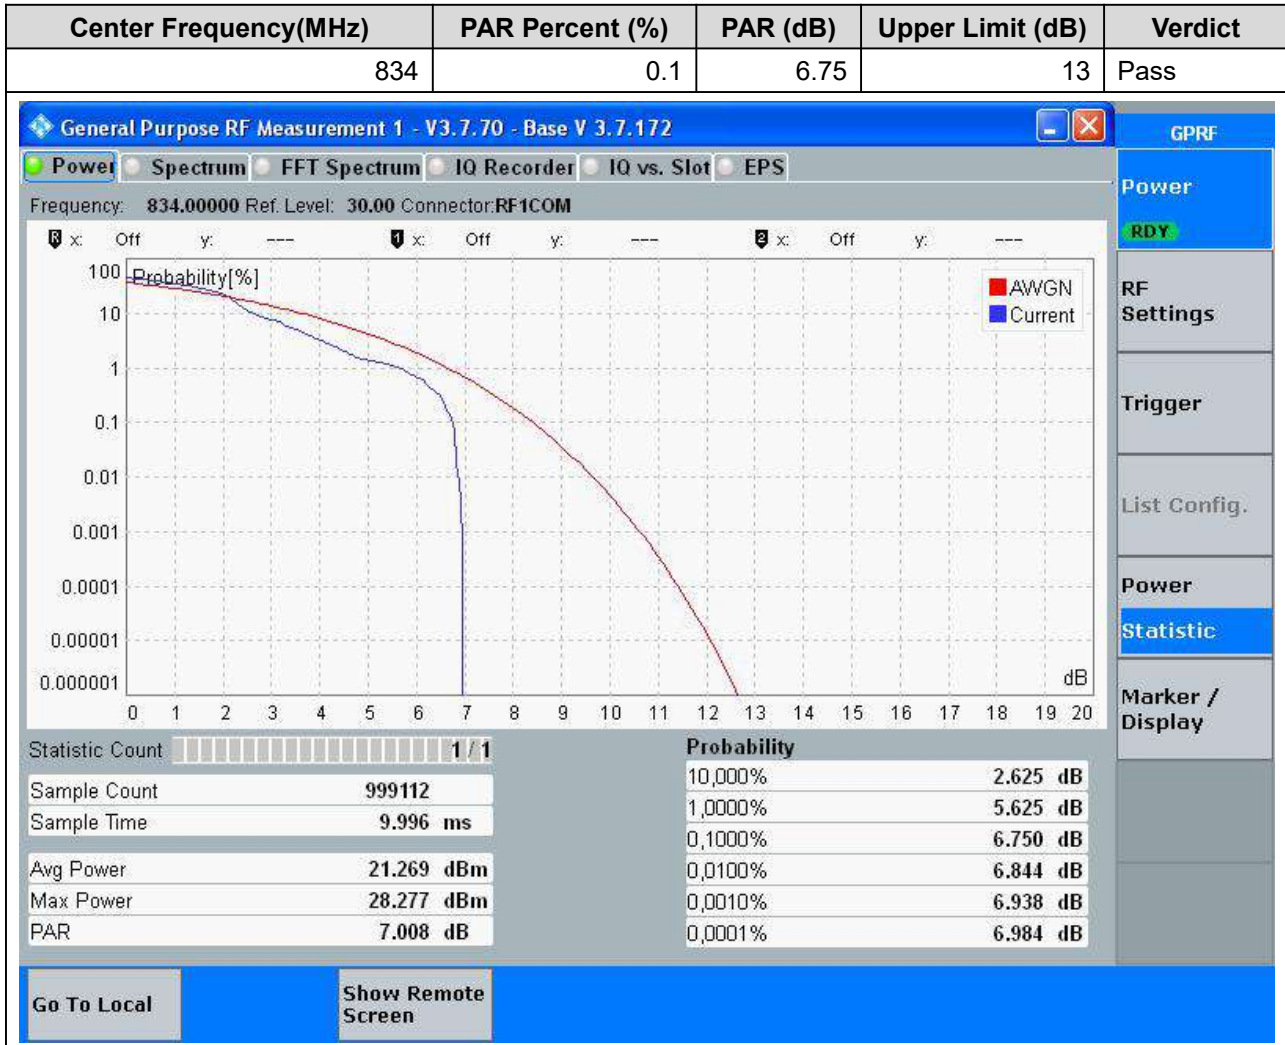 Center Frequency(MHz) PAR Percent (%) PAR (dB) Upper Limit (dB) Verdict
834 0.1 6.75 13 Pass
General Purpose RF Measurement 1 - V3.7.70 - Base V 3.7.172
GPRF
Power Spectrum FFT Spectrum IQ Recorder IQ vs. Slot EPS
Power
RDY
Frequency: 834.00000 Ref. Level: 30.00 Connector:RF1COM
R x: Off y: --- 1 x: Off y: --- 2 x: Off y: ---
Probability[%]
AWGN
Current
100
10
1
0.1
0.01
0.001
0.0001
0.00001
0.000001
dB
0 1 2 3 4 5 6 7 8 9 10 11 12 13 14 15 16 17 18 19 20
RF
Settings
Trigger
List Config.
Power
Statistic
Marker /
Display
Statistic Count 1 / 1
Sample Count 999112
Sample Time 9.996 ms
Avg Power 21.269 dBm
Max Power 28.277 dBm
PAR 7.008 dB
Probability
10,000% 2.625 dB
1,0000% 5.625 dB
0,1000% 6.750 dB
0,0100% 6.844 dB
0,0010% 6.938 dB
0,0001% 6.984 dB
Go To Local
Show Remote
Screen